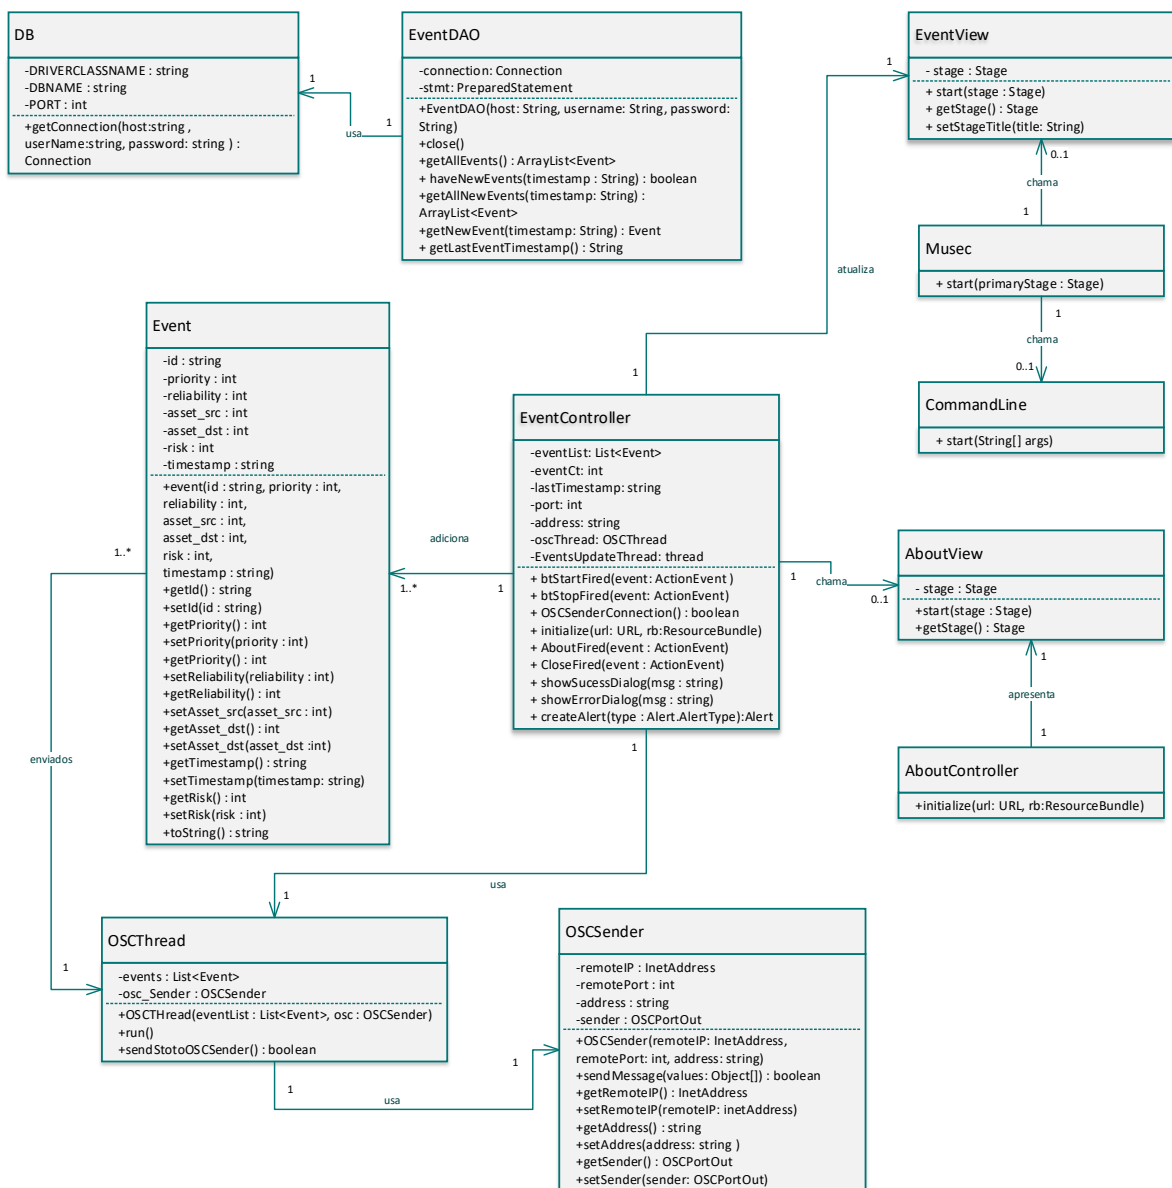 DB
-DRIVERCLASSNAME : string
-DBNAME : string
-PORT : int
+getConnection(host:string ,
userName:string, password: string ) :
Connection
1
usa
1
EventDAO
-connection: Connection
-stmt: PreparedStatement
+EventDAO(host: String, username: String, password:
String)
+close()
+getAllEvents() : ArrayList<Event>
+ haveNewEvents(timestamp : String) : boolean
+getAllNewEvents(timestamp: String) :
ArrayList<Event>
+getNewEvent(timestamp: String) : Event
+ getLastEventTimestamp() : String
EventView
- stage : Stage
+ start(stage : Stage)
+ getStage() : Stage
+ setStageTitle(title: String)
1
atualiza
1
0..1
chama
1
Musec
+ start(primaryStage : Stage)
1
chama
0..1
CommandLine
+ start(String[] args)
Event
-id : string
-priority : int
-reliability : int
-asset_src : int
-asset_dst : int
-risk : int
-timestamp : string
+event(id : string, priority : int,
reliability : int,
asset_src : int,
asset_dst : int,
risk : int,
timestamp : string)
+getId() : string
+setId(id : string)
+getPriority() : int
+setPriority(priority : int)
+getPriority() : int
+setReliability(reliability : int)
+getReliability() : int
+setAsset_src(asset_src : int)
+getAsset_dst() : int
+setAsset_dst(asset_dst :int)
+getTimestamp() : string
+setTimestamp(timestamp: string)
+getRisk() : int
+setRisk(risk : int)
+toString() : string
adiciona
1..*
1
EventController
-eventList: List<Event>
-eventCt: int
-lastTimestamp: string
-port: int
-address: string
-oscThread: OSCThread
-EventsUpdateThread: thread
+ btStartFired(event: ActionEvent )
+ btStopFired(event: ActionEvent)
+ OSCSenderConnection() : boolean
+ initialize(url: URL, rb:ResourceBundle)
+ AboutFired(event : ActionEvent)
+ CloseFired(event : ActionEvent)
+ showSucessDialog(msg : string)
+ showErrorDialog(msg : string)
+ createAlert(type : Alert.AlertType):Alert
1
chama
0..1
AboutView
- stage : Stage
+start(stage : Stage)
+getStage() : Stage
1
apresenta
1
AboutController
+initialize(url: URL, rb:ResourceBundle)
1..*
enviados
1
1
usa
1
OSCThread
-events : List<Event>
-osc_Sender : OSCSender
+OSCTHread(eventList : List<Event>, osc : OSCSender)
+run()
+sendStotoOSCSender() : boolean
1
usa
1
OSCSender
-remoteIP : InetAddress
-remotePort : int
-address : string
-sender : OSCPortOut
+OSCSender(remoteIP: InetAddress,
remotePort: int, address: string)
+sendMessage(values: Object[]) : boolean
+getRemoteIP() : InetAddress
+setRemoteIP(remoteIP: inetAddress)
+getAddress() : string
+setAddres(address: string )
+getSender() : OSCPortOut
+setSender(sender: OSCPortOut)